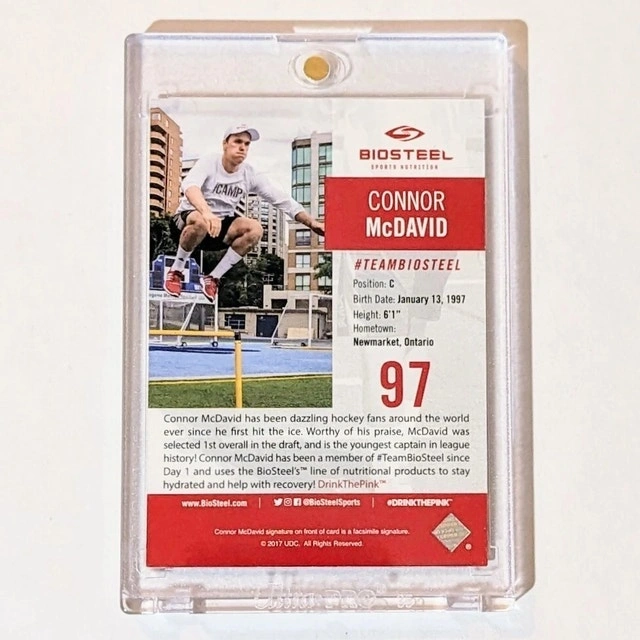 BIOSTEEL
SPORTS NUTRITION
CONNOR
McDAVID
#TEAMBIOSTEEL
Position: C
Birth Date: January 13, 1997
Height: 6'1"
Hometown:
Newmarket, Ontario
97
CAMP
Connor McDavid has been dazzling hockey fans around the world
ever since he first hit the ice. Worthy of his praise, McDavid was
selected 1st overall in the draft, and is the youngest captain in league
history! Connor McDavid has been a member of #TeamBioSteel since
Day 1 and uses the BioSteel's™ line of nutritional products to stay
hydrated and help with recovery! DrinkThePink™
www.BioSteel.com | @BioSteelSports | #DRINKTHEPINK™
Connor McDavid signature on front of card is a facsimile signature.
© 2017 UDC. All Rights Reserved.
®